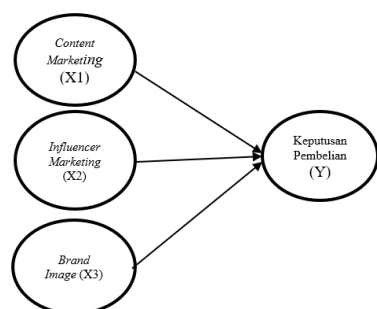 Content
Marketing
(X1)
Influencer
Marketing
(X2)
Keputusan
Pembelian
(Y)
Brand
Image (X3)